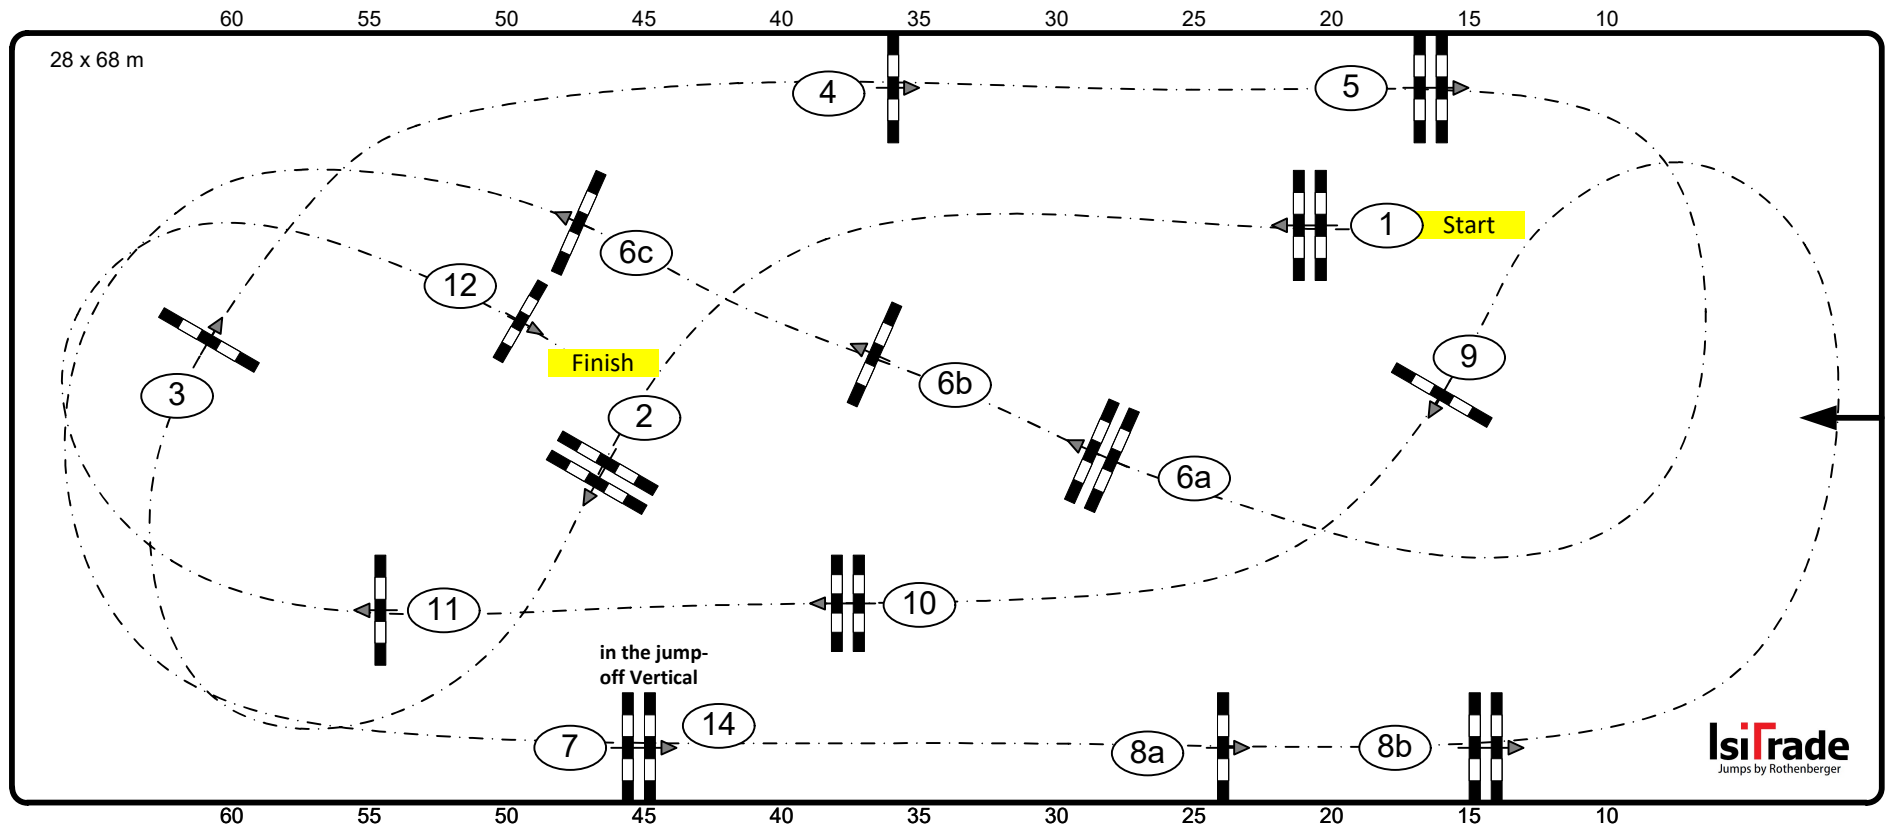 60 55 50 45 40 35 30 25 20 15 10
28 x 68 m
4
5
1
Start
6c
12
6b
Finish
9
3
2
6a
11
10
in the jump-
off Vertical
7
14
8a
8b
IsiTrade
Jumps by Rothenberger
60 55 50 45 40 35 30 25 20 15 10